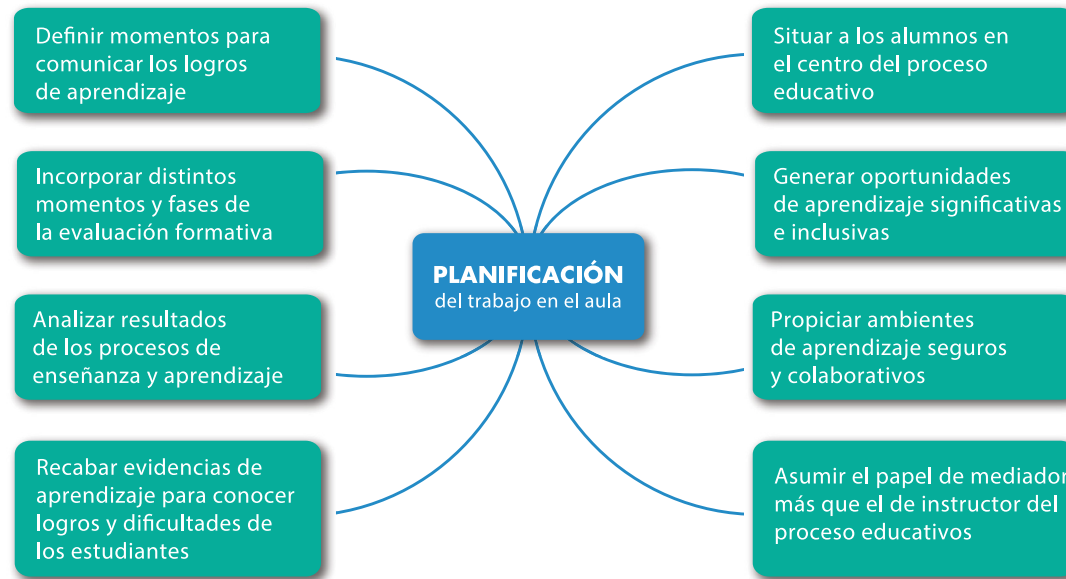 Definir momentos para
comunicar los logros
de aprendizaje
Incorporar distintos
momentos y fases de
la evaluación formativa
Analizar resultados
de los procesos de
enseñanza y aprendizaje
Recabar evidencias de
aprendizaje para conocer
logros y dificultades de
los estudiantes
PLANIFICACIÓN
del trabajo en el aula
Situar a los alumnos en
el centro del proceso
educativo
Generar oportunidades
de aprendizaje significativas
e inclusivas
Propiciar ambientes
de aprendizaje seguros
y colaborativos
Asumir el papel de mediador
más que el de instructor del
proceso educativos